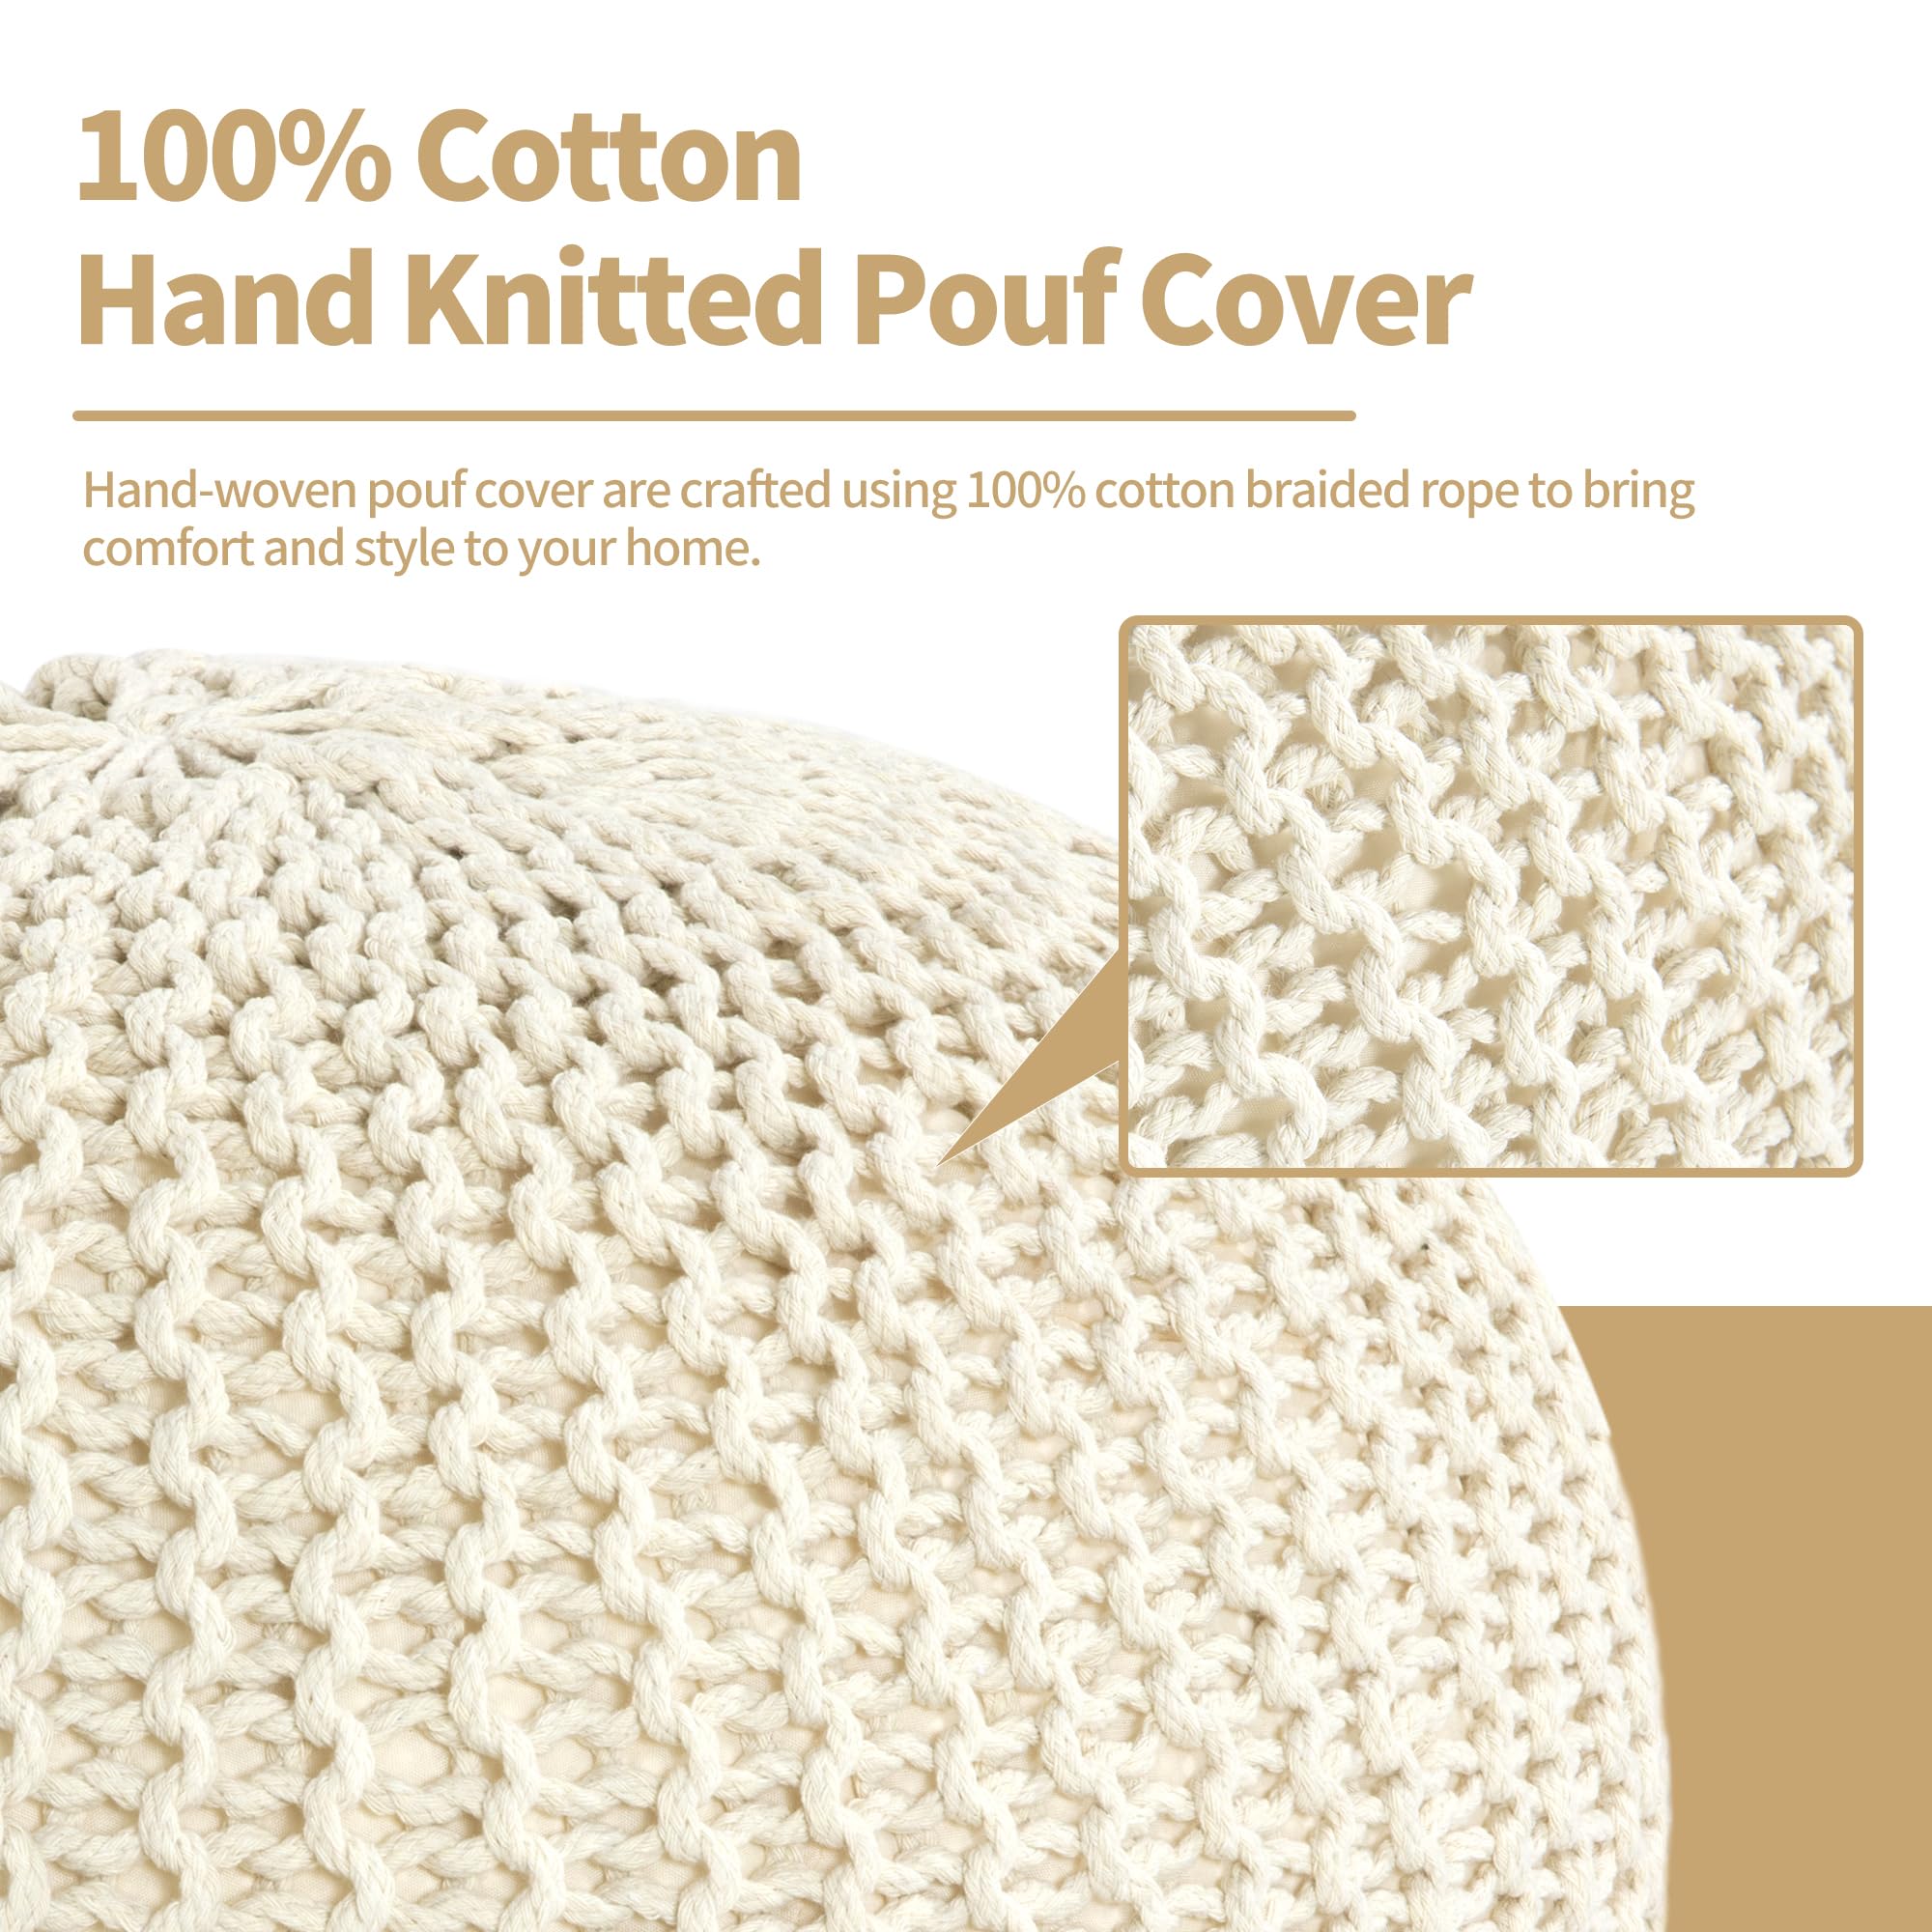 100% Cotton
Hand Knitted Pouf Cover
Hand-woven pouf cover are crafted using 100% cotton braided rope to bring
comfort and style to your home.